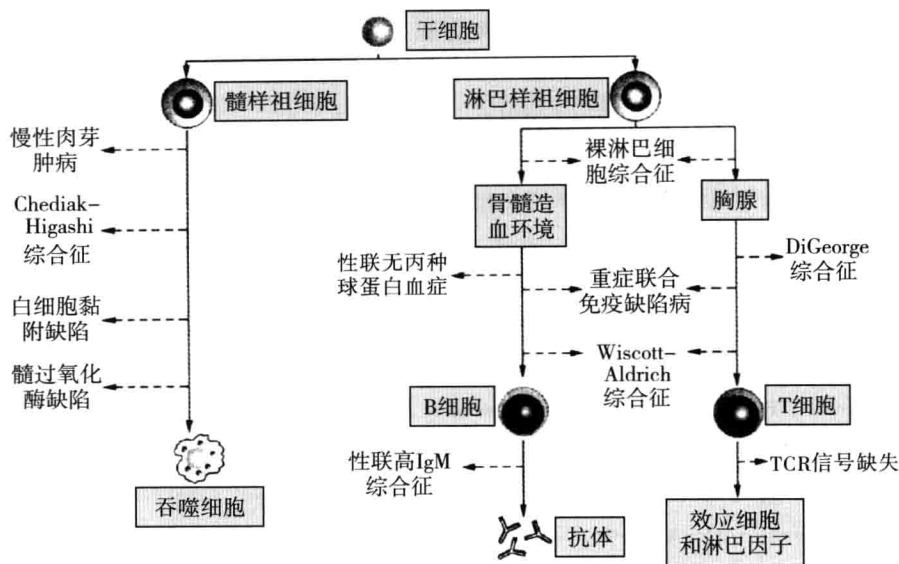 干细胞
髓样祖细胞
淋巴样祖细胞
慢性肉芽
肿病
裸淋巴细
胞综合征
Chediak–
Higashi
综合征
骨髓造
血环境
胸腺
性联无丙种
球蛋白血症
重症联合
免疫缺陷病
DiGeorge
综合征
白细胞黏
附缺陷
髓过氧化
酶缺陷
Wiscott–
Aldrich
综合征
B细胞
T细胞
性联高IgM
综合征
TCR信号缺失
吞噬细胞
抗体
效应细胞
和淋巴因子